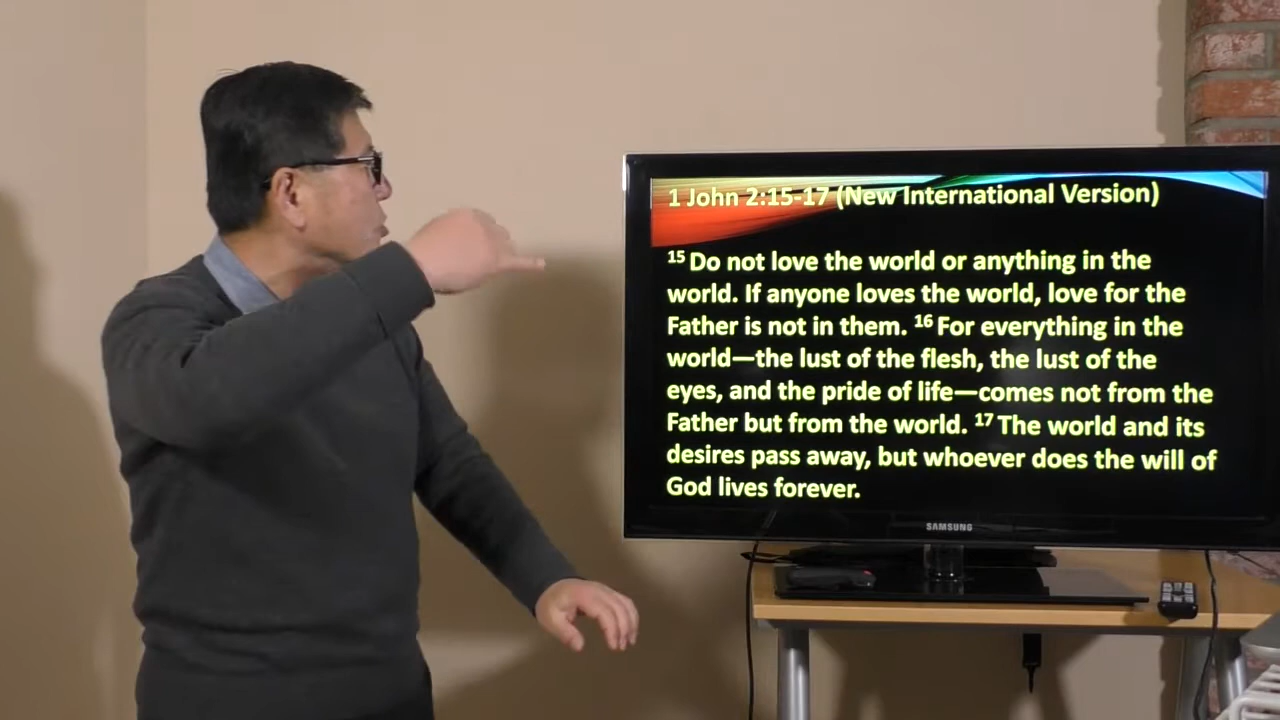 1 John 2:15-17 (New International Version)
15 Do not love the world or anything in the
world. If anyone loves the world, love for the
Father is not in them. 16 For everything in the
world—the lust of the flesh, the lust of the
eyes, and the pride of life—comes not from the
Father but from the world. 17 The world and its
desires pass away, but whoever does the will of
God lives forever.
SAMSUNG